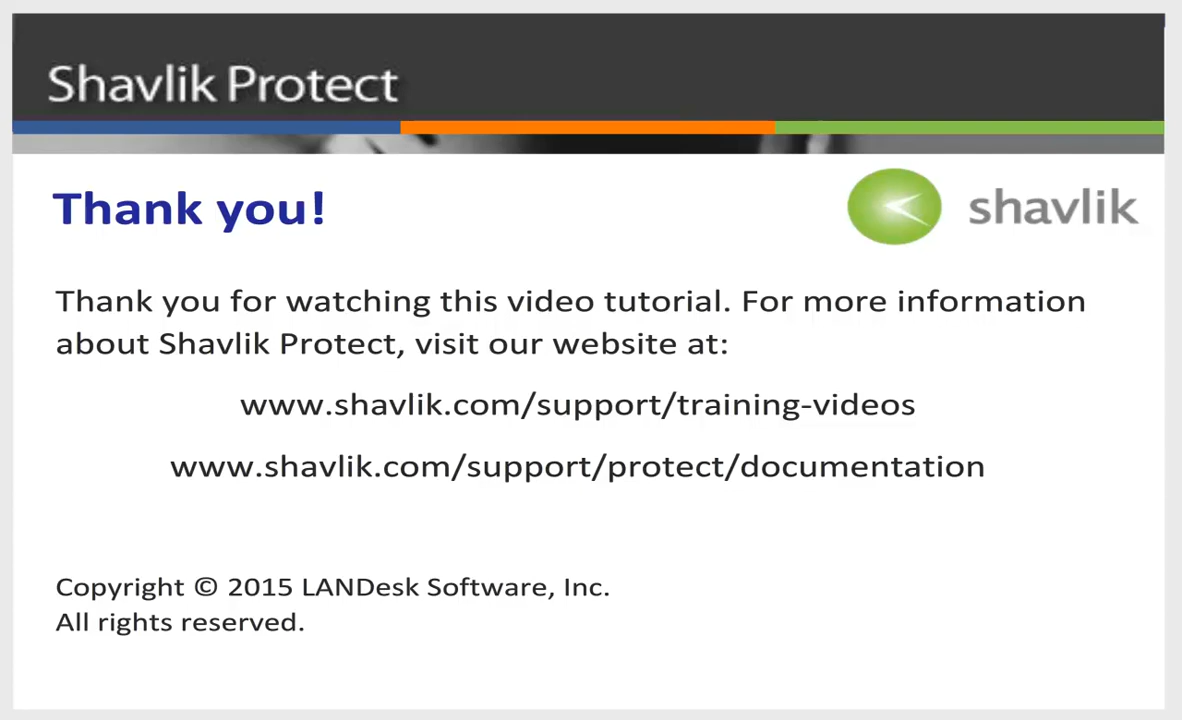 Shavlik Protect
Thank you!
shavlik
Thank you for watching this video tutorial. For more information
about Shavlik Protect, visit our website at:
www.shavlik.com/support/training-videos
www.shavlik.com/support/protect/documentation
Copyright © 2015 LANDesk Software, Inc.
All rights reserved.